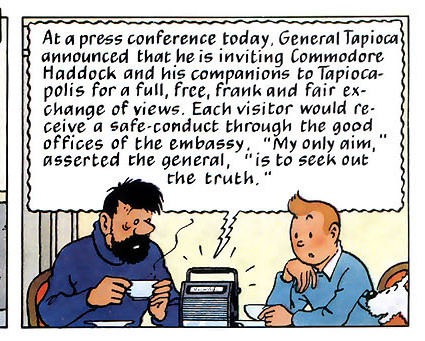 At a press conference today, General Tapioca
announced that he is inviting Commodore
Haddock and his companions to Tapioca-
polis for a full, free, frank and fair ex-
change of views. Each visitor would re-
ceive a safe-conduct through the good
offices of the embassy. "My only aim,"
asserted the general, "is to seek out
the truth."